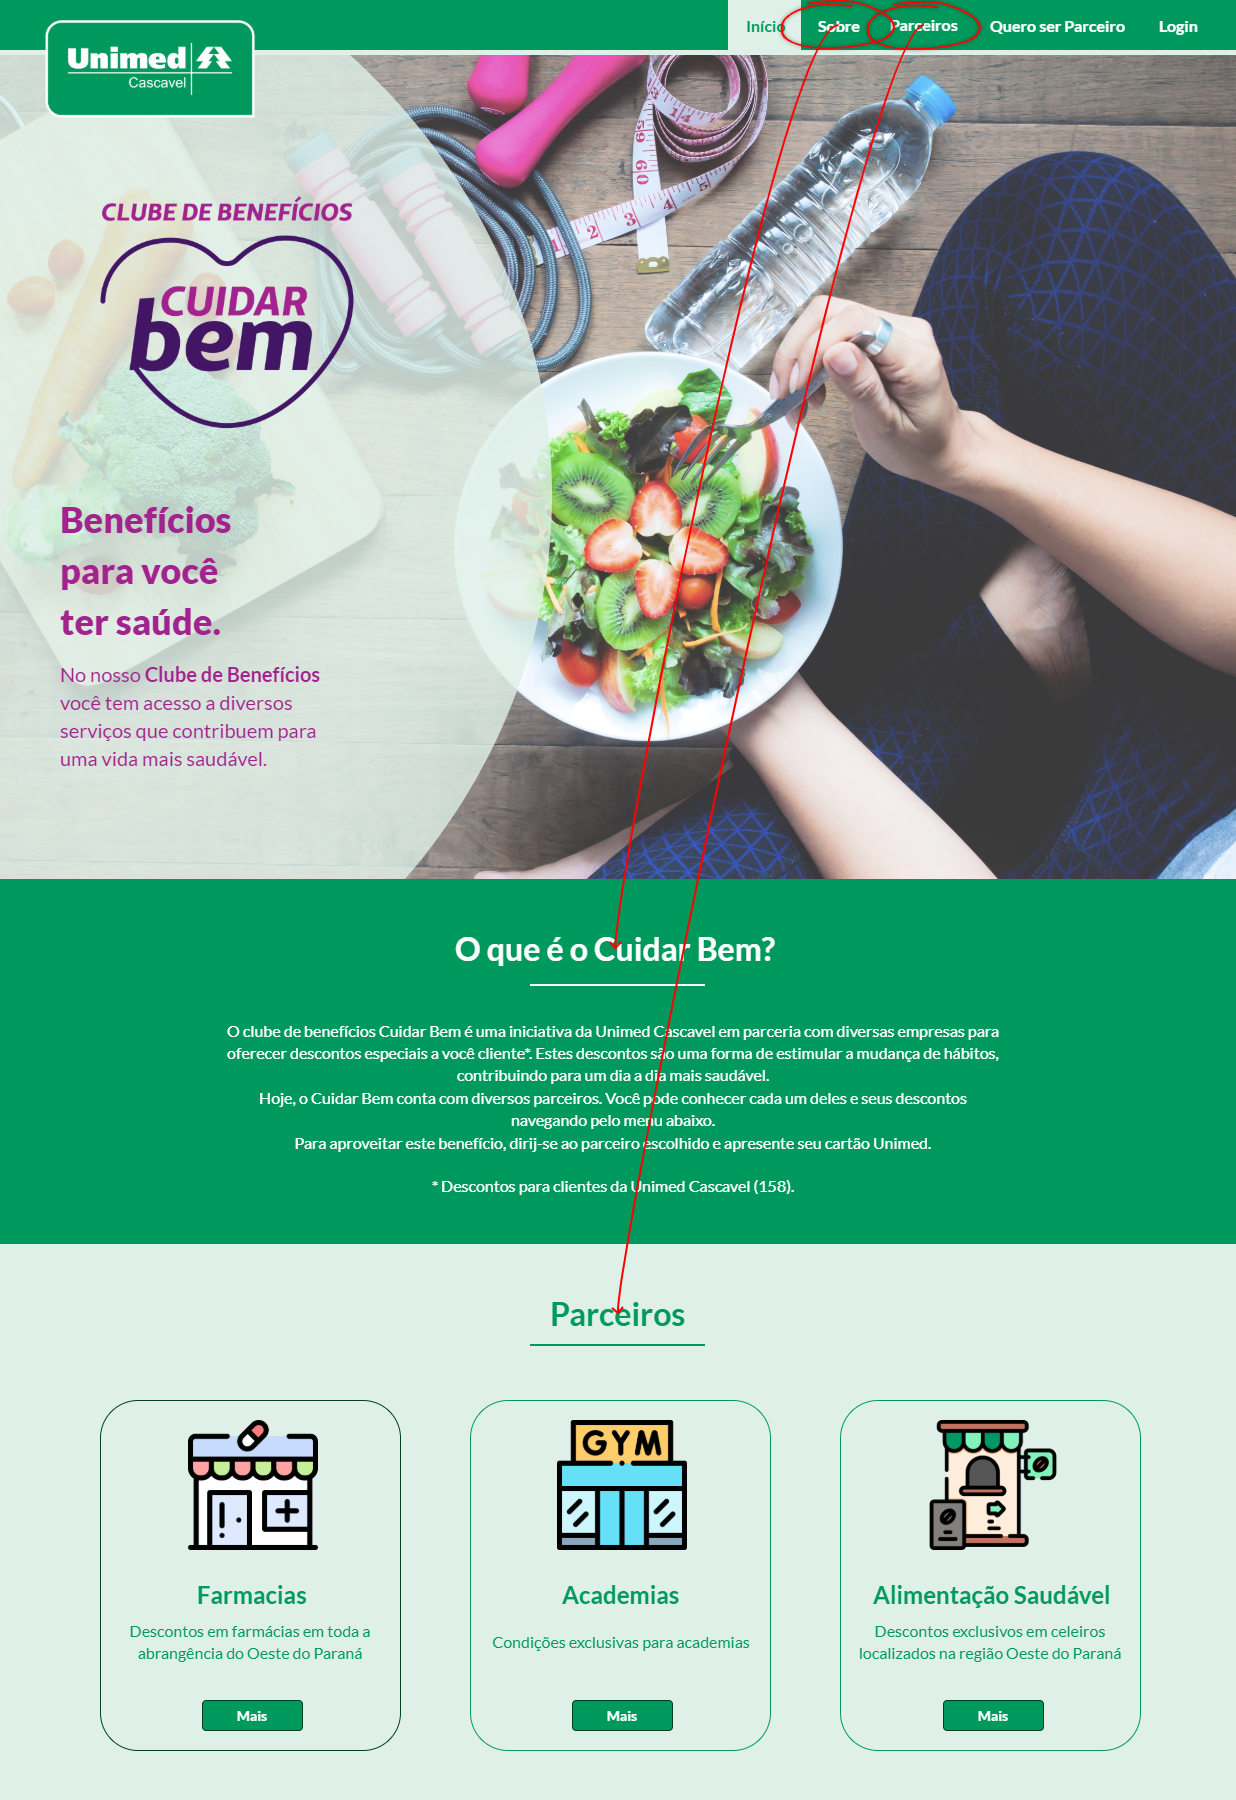 Início Sobre Parceiros Quero ser Parceiro Login
Unimed
Cascavel
CLUBE DE BENEFÍCIOS
CUIDAR
bem
Benefícios
para você
ter saúde.
No nosso Clube de Benefícios
você tem acesso a diversos
serviços que contribuem para
uma vida mais saudável.
O que é o Cuidar Bem?
O clube de benefícios Cuidar Bem é uma iniciativa da Unimed Cascavel em parceria com diversas empresas para
oferecer descontos especiais a você cliente*. Estes descontos são uma forma de estimular a mudança de hábitos,
contribuindo para um dia a dia mais saudável.
Hoje, o Cuidar Bem conta com diversos parceiros. Você pode conhecer cada um deles e seus descontos
navegando pelo menu abaixo.
Para aproveitar este benefício, dirij-se ao parceiro escolhido e apresente seu cartão Unimed.
* Descontos para clientes da Unimed Cascavel (158).
Parceiros
Farmacias
Descontos em farmácias em toda a
abrangência do Oeste do Paraná
Mais
GYM
Academias
Condições exclusivas para academias
Mais
Alimentação Saudável
Descontos exclusivos em celeiros
localizados na região Oeste do Paraná
Mais